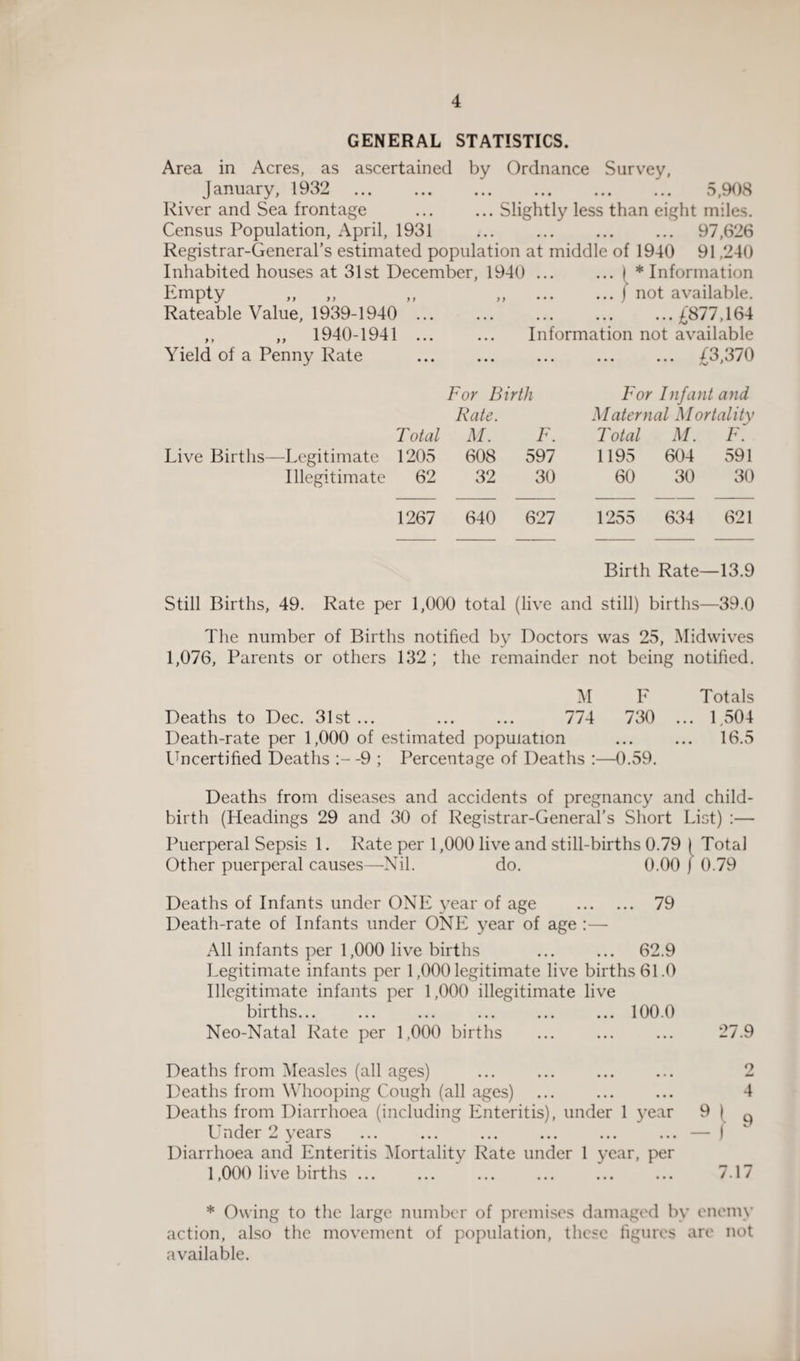 4
GENERAL STATISTICS.
Area in Acres, as ascertained by Ordnance Survey,
January, 1932 ... ... ... ... ... ... 5,908
River and Sea frontage ... ... Slightly less than eight miles.
Census Population, April, 1931 ... ... ... ... 97,626
Registrar-General's estimated population at middle of 1940 91,240
Inhabited houses at 31st December, 1940 ... ... } * Information
Empty ,, ,, ,, ,, ... ... } not available.
Rateable Value, 1939-1940 ... ... ... ... ... £877,164
,, ,, 1940-1941 ... ... Information not available
Yield of a Penny Rate ... ... ... ... ... £3,370
For Birth For Infant and
Rate. Maternal Mortality
Total M. F. Total M. F.
Live Births—Legitimate 1205 608 597 1195 604 591
Illegitimate 62 32 30 60 30 30
1267 640 627 1255 634 621
Birth Rate—13.9
Still Births, 49. Rate per 1,000 total (live and still) births—39.0
The number of Births notified by Doctors was 25, Midwives
1,076, Parents or others 132; the remainder not being notified.
M F Totals
Deaths to Dec. 31st ... ... ... 774 730 ... 1,504
Death-rate per 1,000 of estimated population ... ... 16.5
Uncertified Deaths :--9 ; Percentage of Deaths :—0.59.
Deaths from diseases and accidents of pregnancy and child-
birth (Headings 29 and 30 of Registrar-General's Short List) :—
Puerperal Sepsis 1. Rate per 1,000 live and still-births 0.79 } Total
Other puerperal causes—Nil. do. 0.00 } 0.79
Deaths of Infants under ONE year of age ... ... 79
Death-rate of Infants under ONE year of age :—
All infants per 1,000 live births ... ... 62.9
Legitimate infants per 1,000 legitimate live births 61.0
Illegitimate infants per 1,000 illegitimate live
births... ... ... ... ... ... 100.0
Neo-Natal Rate per 1,000 births ... ... ... 27.9
Deaths from Measles (all ages) ... ... ... ... 2
Deaths from Whooping Cough (all ages) ... ... ... 4
Deaths from Diarrhoea (including Enteritis), under 1 year 9 } 9
Under 2 years ... ... ... ... ... ... — }
Diarrhoea and Enteritis Mortality Rate under 1 year, per
1,000 live births ... ... ... ... ... ... 7.17
* Owing to the large number of premises damaged by enemy
action, also the movement of population, these figures are not
available.